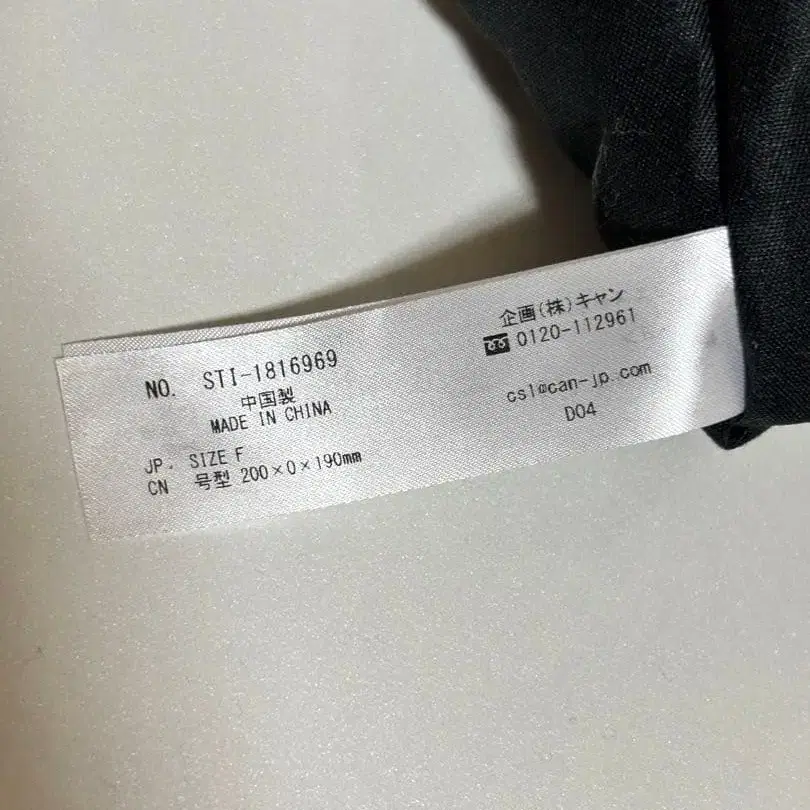 NO. STI-1816969
中国製
MADE IN CHINA
JP. SIZE F
CN 号型 200×0×190mm
企画(株)キャン
0120-112961
cs1@can-jp.com
D04